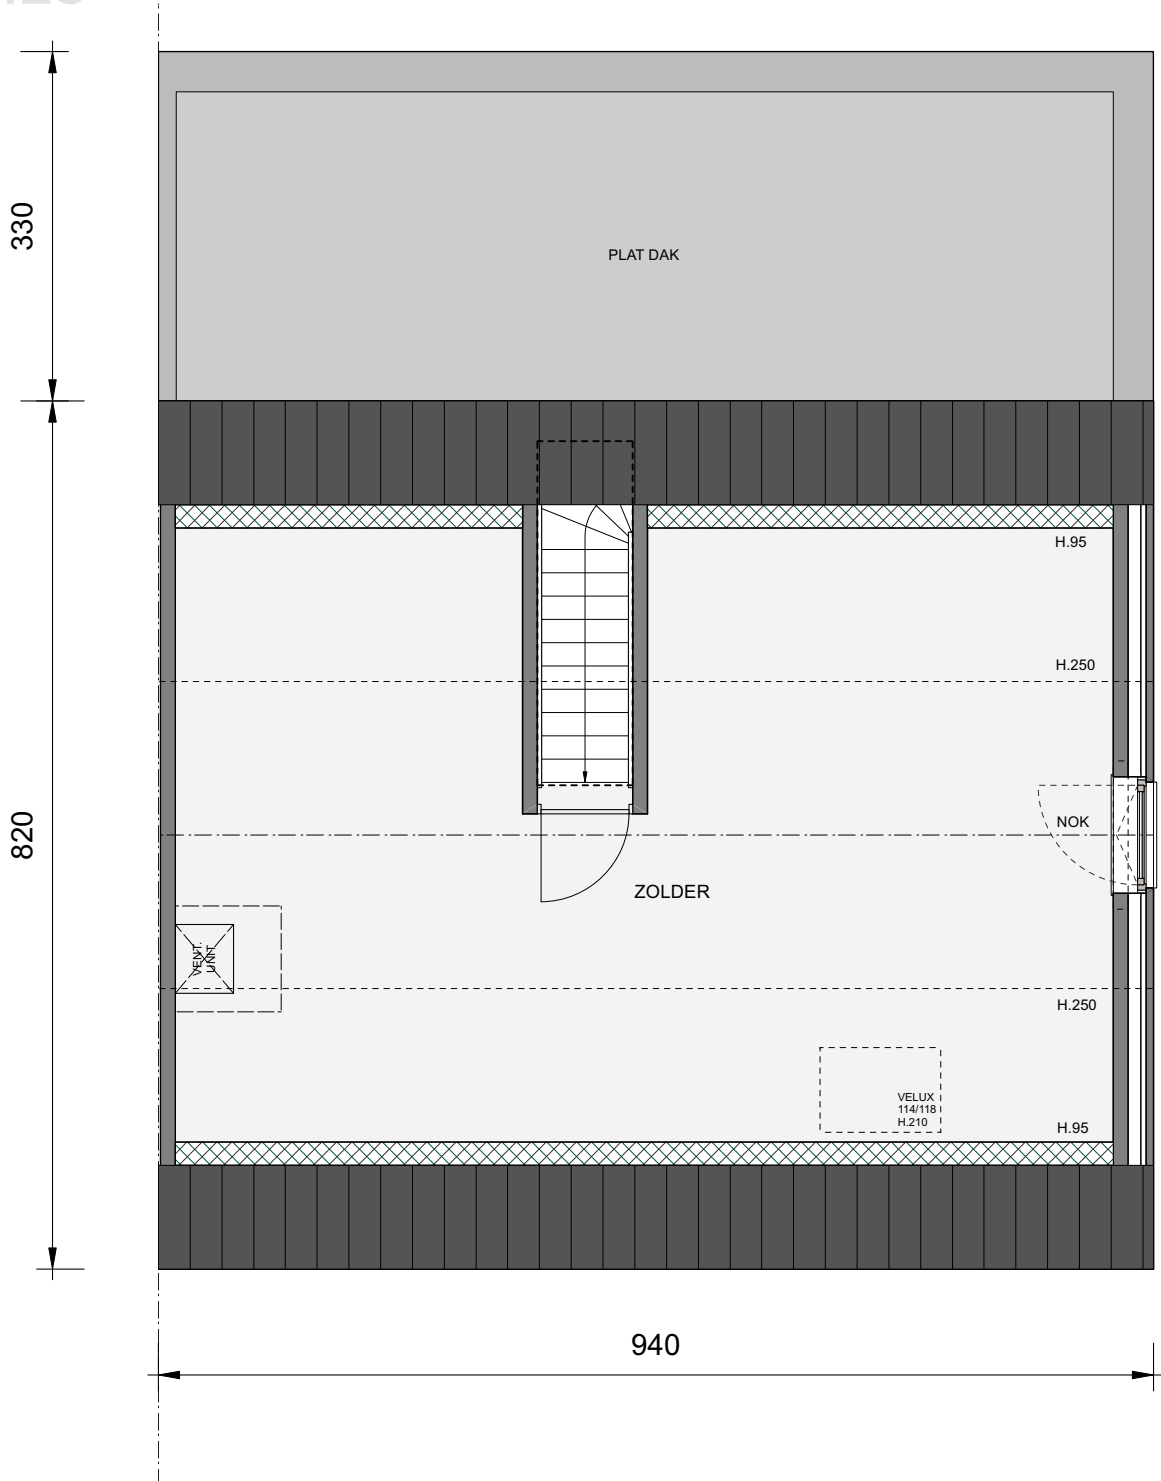 330
PLAT DAK
H.95
H.250
820
NOK
ZOLDER
VENT.
UNIT
H.250
VELUX
114/118
H.210
H.95
940